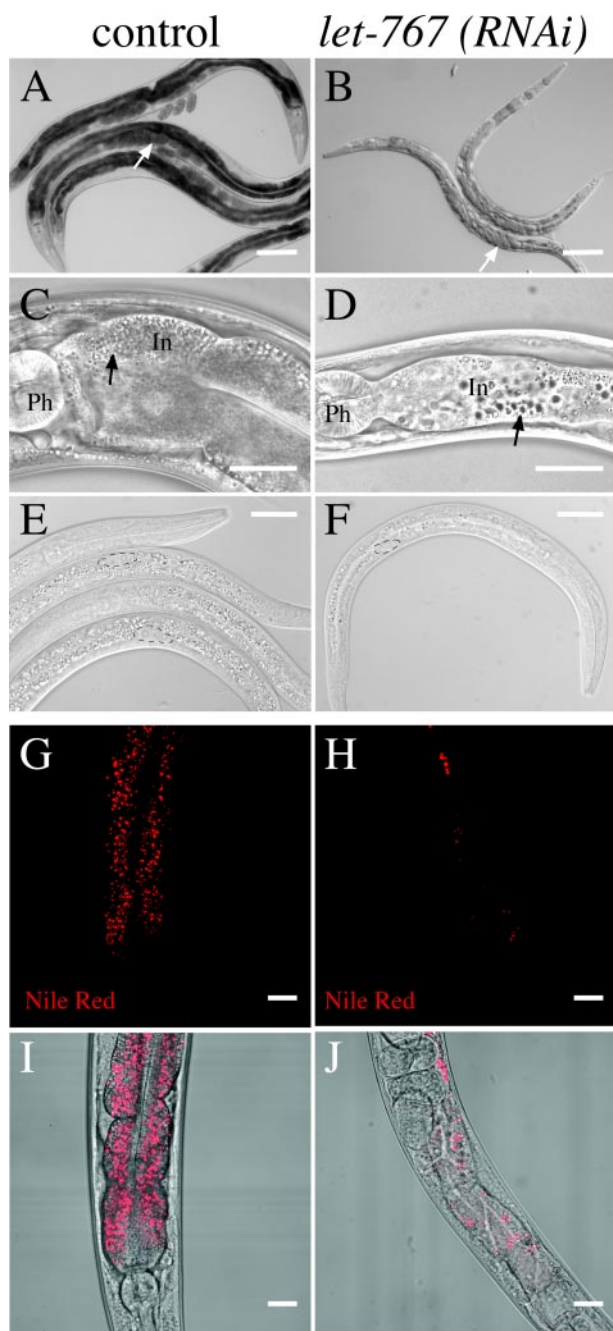 control let-767 (RNAi)
A B
C In D In
Ph Ph
E F
G H
Nile Red Nile Red
I J